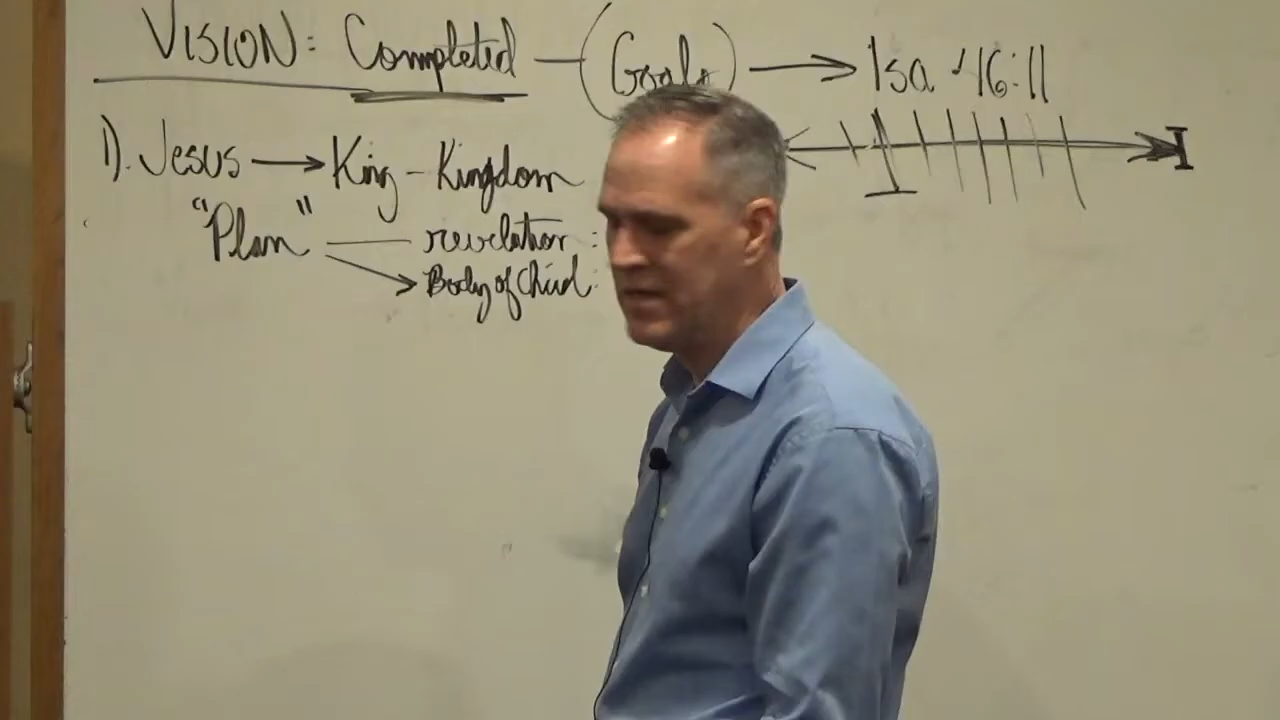 VISION: Completed — (Goals) → Isa 46:11
1). Jesus → King - Kingdom
"Plan" — revelation:
→ Body of Christ: